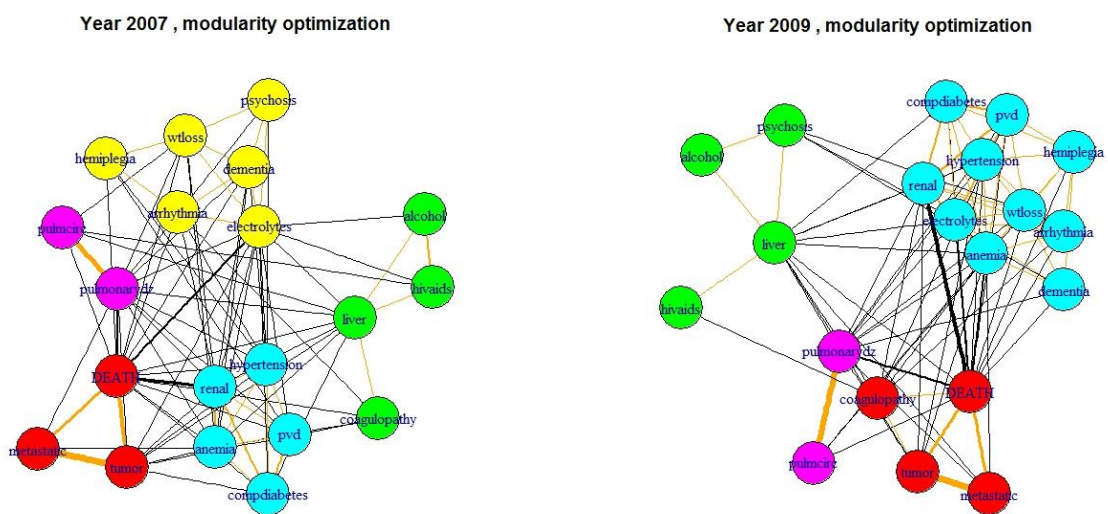 Year 2007 , modularity optimization
psychosis
wtloss
hemiplegia
dementia
arrhythmia
pulmcirc
electrolytes
alcohol
pulmonarydz
hivaids
liver
hypertension
DEATH
renal
coagulopathy
pvd
metastatic
anemia
tumor
compdiabetes
Year 2009 , modularity optimization
compdiabetes
pvd
psychosis
alcohol
hypertension
hemiplegia
renal
wtloss
electrolytes
arrhythmia
liver
anemia
dementia
hivaids
pulmonarydz
DEATH
coagulopathy
pulmcirc
tumor
metastatic